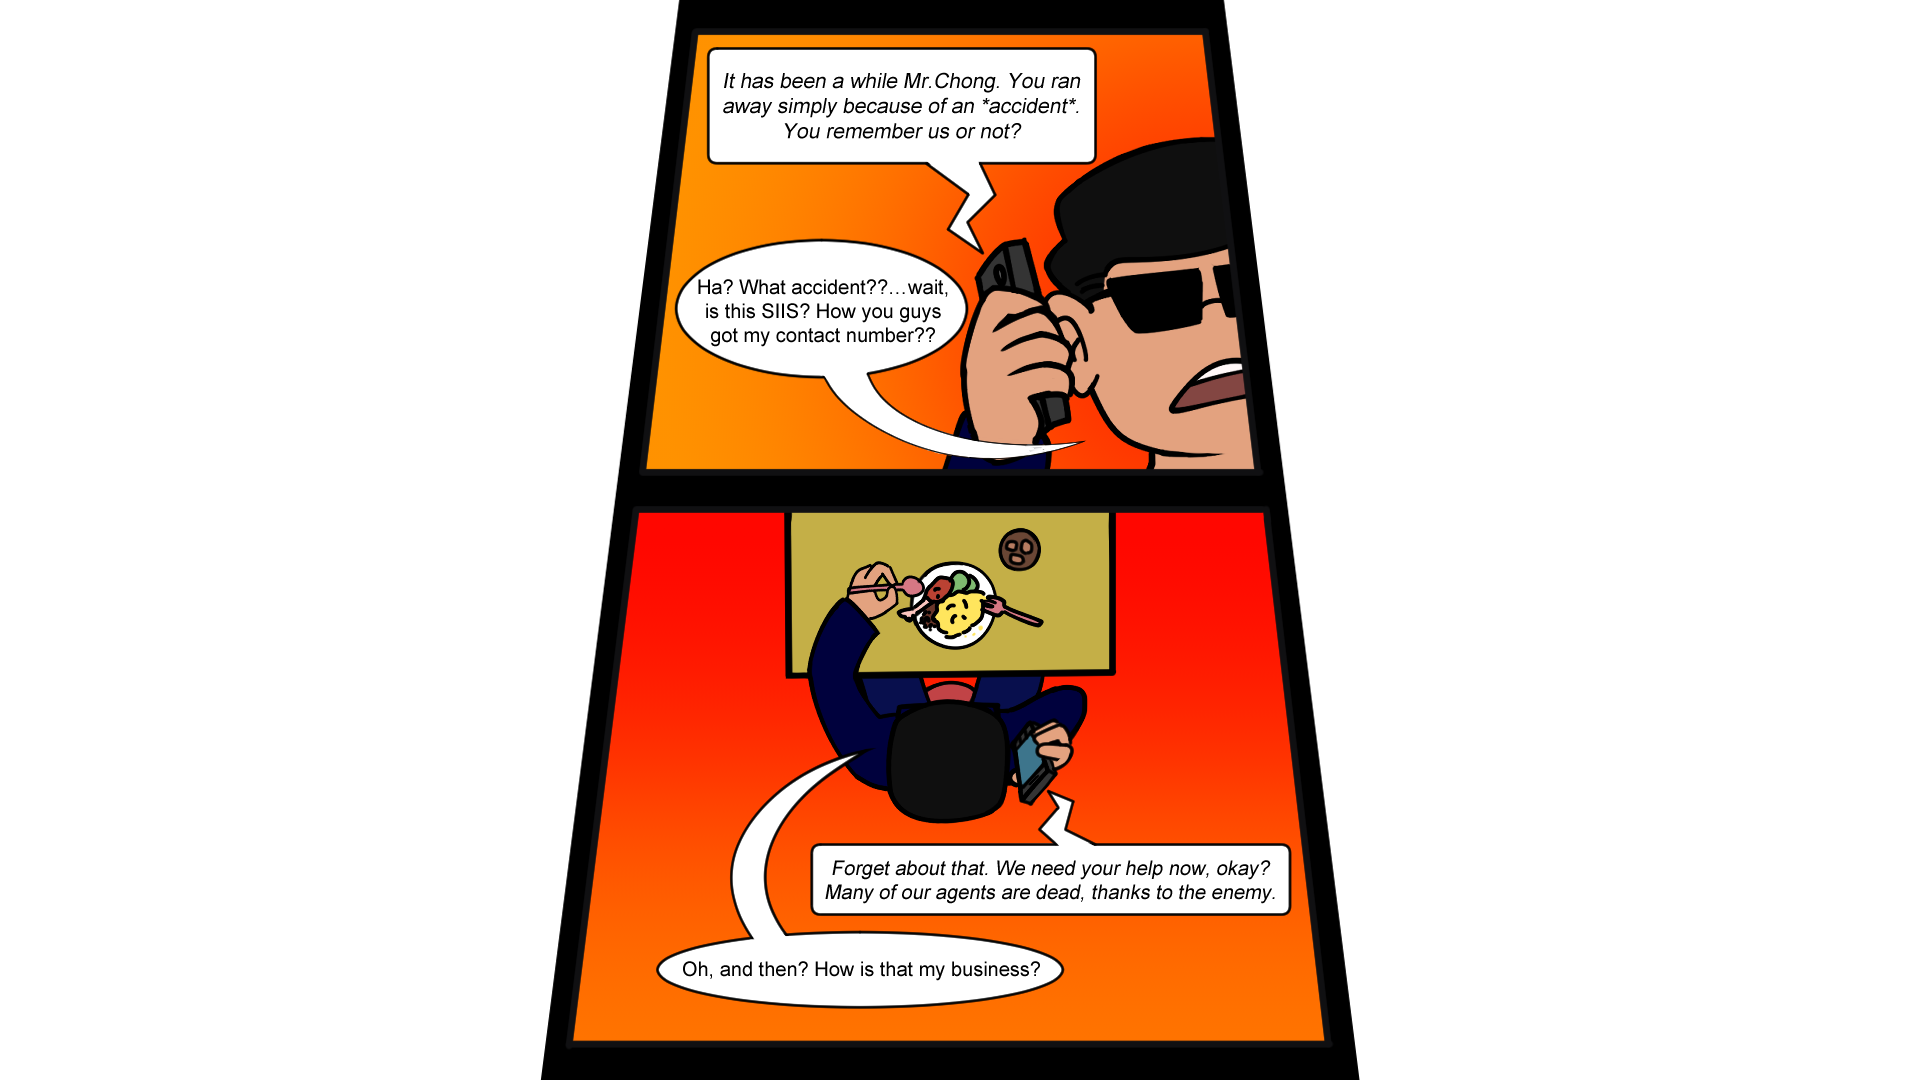 It has been a while Mr.Chong. You ran
away simply because of an *accident*.
You remember us or not?
Ha? What accident??...wait,
is this SIIS? How you guys
got my contact number??
Forget about that. We need your help now, okay?
Many of our agents are dead, thanks to the enemy.
Oh, and then? How is that my business?